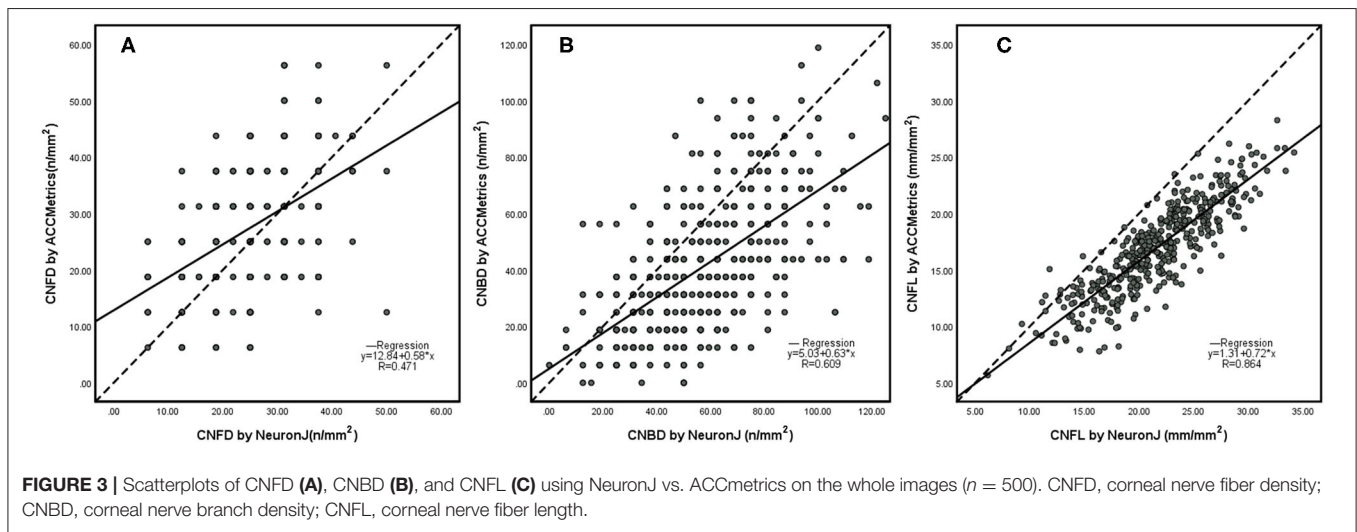 A
60.00
50.00
40.00
30.00
20.00
10.00
.00
CNFD by ACCMetrics(n/mm²)
—Regression
y=12.84+0.58*x
R=0.471
.00 10.00 20.00 30.00 40.00 50.00 60.00
CNFD by NeuronJ(n/mm²)
B
120.00
100.00
80.00
60.00
40.00
20.00
.00
CNBD by ACCMetrics (n/mm²)
—Regression
y=5.03+0.63*x
R=0.609
.00 20.00 40.00 60.00 80.00 100.00 120.00
CNBD by NeuronJ (n/mm²)
C
35.00
30.00
25.00
20.00
15.00
10.00
5.00
CNFL by ACCMetrics (mm/mm²)
—Regression
y=1.31+0.72*x
R=0.864
5.00 10.00 15.00 20.00 25.00 30.00 35.00
CNFL by NeuronJ (mm/mm²)
FIGURE 3 | Scatterplots of CNFD (A), CNBD (B), and CNFL (C) using NeuronJ vs. ACCmetrics on the whole images (n = 500). CNFD, corneal nerve fiber density;
CNBD, corneal nerve branch density; CNFL, corneal nerve fiber length.